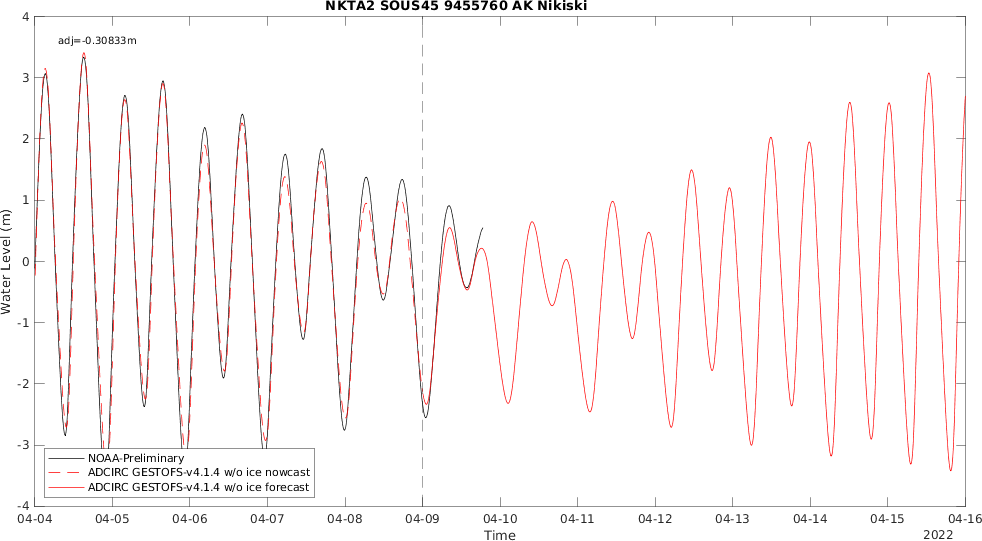 NKTA2 SOUS45 9455760 AK Nikiski
adj=-0.30833m
Water Level (m)
4
3
2
1
0
-1
-2
-3
-4
NOAA-Preliminary
ADCIRC GESTOFS-v4.1.4 w/o ice nowcast
ADCIRC GESTOFS-v4.1.4 w/o ice forecast
04-04 04-05 04-06 04-07 04-08 04-09 04-10 04-11 04-12 04-13 04-14 04-15 04-16
Time
2022